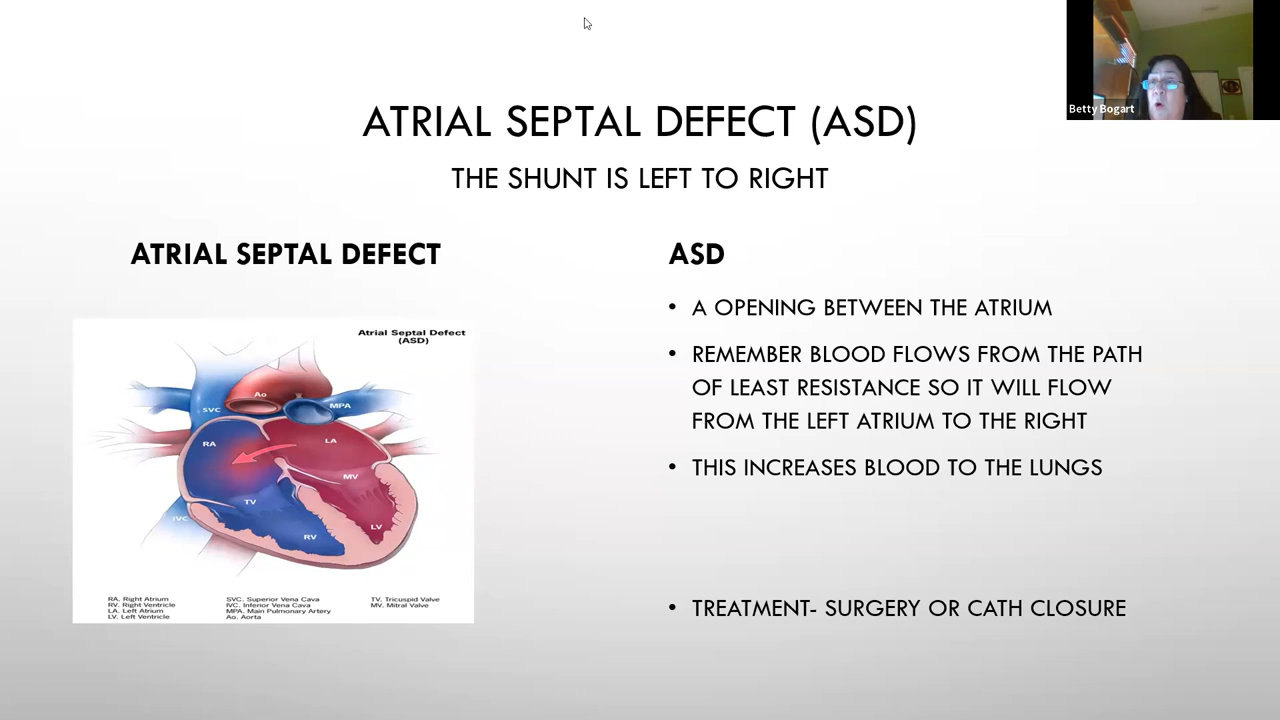 Betty Bogart
ATRIAL SEPTAL DEFECT (ASD)
THE SHUNT IS LEFT TO RIGHT
ATRIAL SEPTAL DEFECT
Atrial Septal Defect
(ASD)
Ao
SVC
MPA
RA
LA
MV
TV
IVC
LV
RV
RA. Right Atrium
RV. Right Ventricle
LA. Left Atrium
LV. Left Ventricle
SVC. Superior Vena Cava
IVC. Inferior Vena Cava
MPA. Main Pulmonary Artery
Ao. Aorta
TV. Tricuspid Valve
MV. Mitral Valve
ASD
• A OPENING BETWEEN THE ATRIUM
• REMEMBER BLOOD FLOWS FROM THE PATH
OF LEAST RESISTANCE SO IT WILL FLOW
FROM THE LEFT ATRIUM TO THE RIGHT
• THIS INCREASES BLOOD TO THE LUNGS
• TREATMENT- SURGERY OR CATH CLOSURE